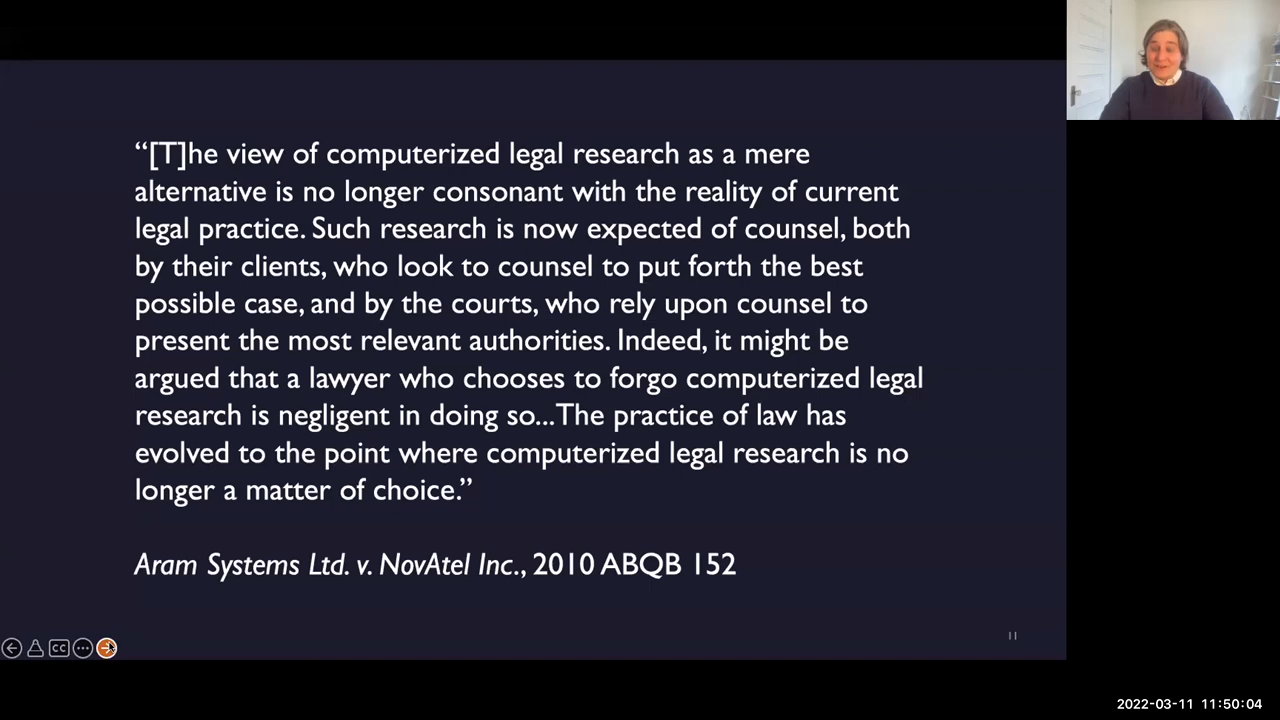 “[T]he view of computerized legal research as a mere
alternative is no longer consonant with the reality of current
legal practice. Such research is now expected of counsel, both
by their clients, who look to counsel to put forth the best
possible case, and by the courts, who rely upon counsel to
present the most relevant authorities. Indeed, it might be
argued that a lawyer who chooses to forgo computerized legal
research is negligent in doing so...The practice of law has
evolved to the point where computerized legal research is no
longer a matter of choice.”
Aram Systems Ltd. v. NovAtel Inc., 2010 ABQB 152
11
CC
2022-03-11 11:50:04